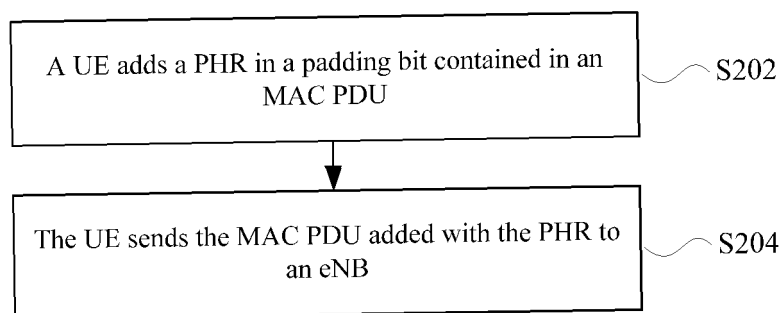 A UE adds a PHR in a padding bit contained in an
MAC PDU
S202
The UE sends the MAC PDU added with the PHR to
an eNB
S204